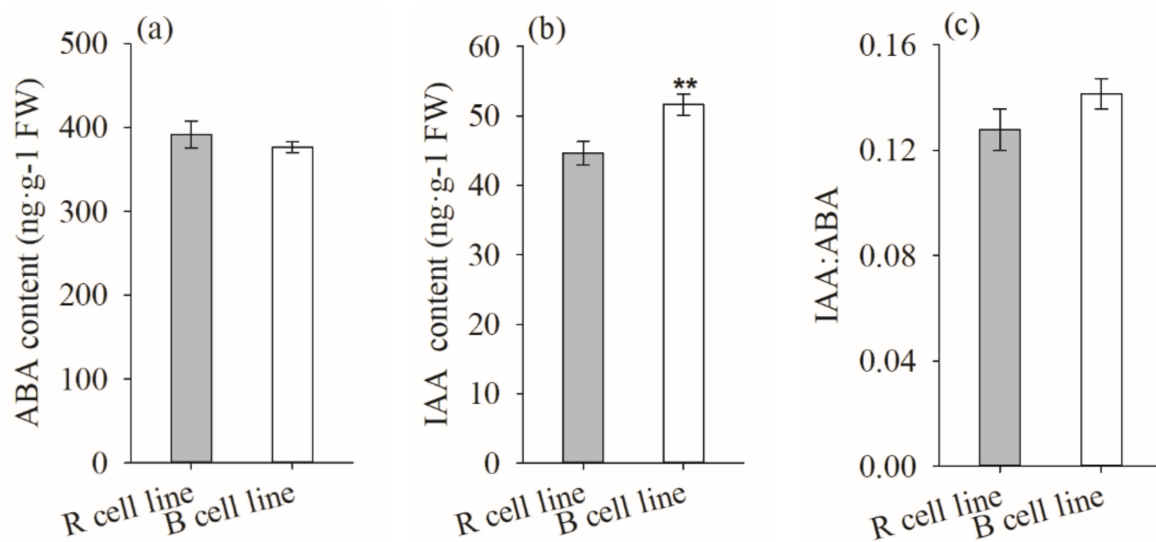 (a)
ABA content (ng·g-1 FW)
500
400
300
200
100
0
R cell line
B cell line
(b)
IAA content (ng·g-1 FW)
60
50
40
30
20
10
0
**
R cell line
B cell line
(c)
IAA:ABA
0.16
0.12
0.08
0.04
0.00
R cell line
B cell line